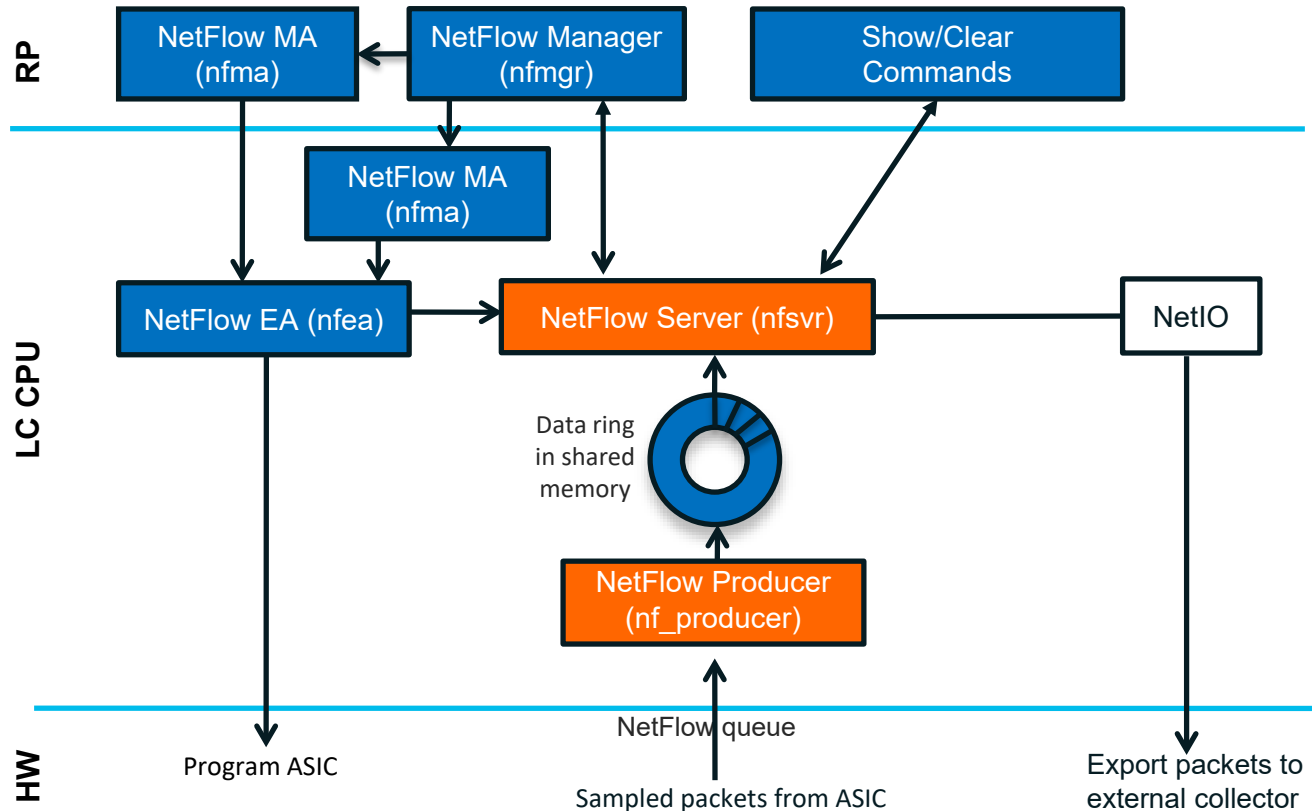 RP
NetFlow MA
(nfma)
NetFlow Manager
(nfmgr)
Show/Clear
Commands
LC CPU
NetFlow MA
(nfma)
NetFlow EA (nfea)
NetFlow Server (nfsvr)
NetIO
Data ring
in shared
memory
NetFlow Producer
(nf_producer)
HW
NetFlow queue
Program ASIC
Sampled packets from ASIC
Export packets to
external collector